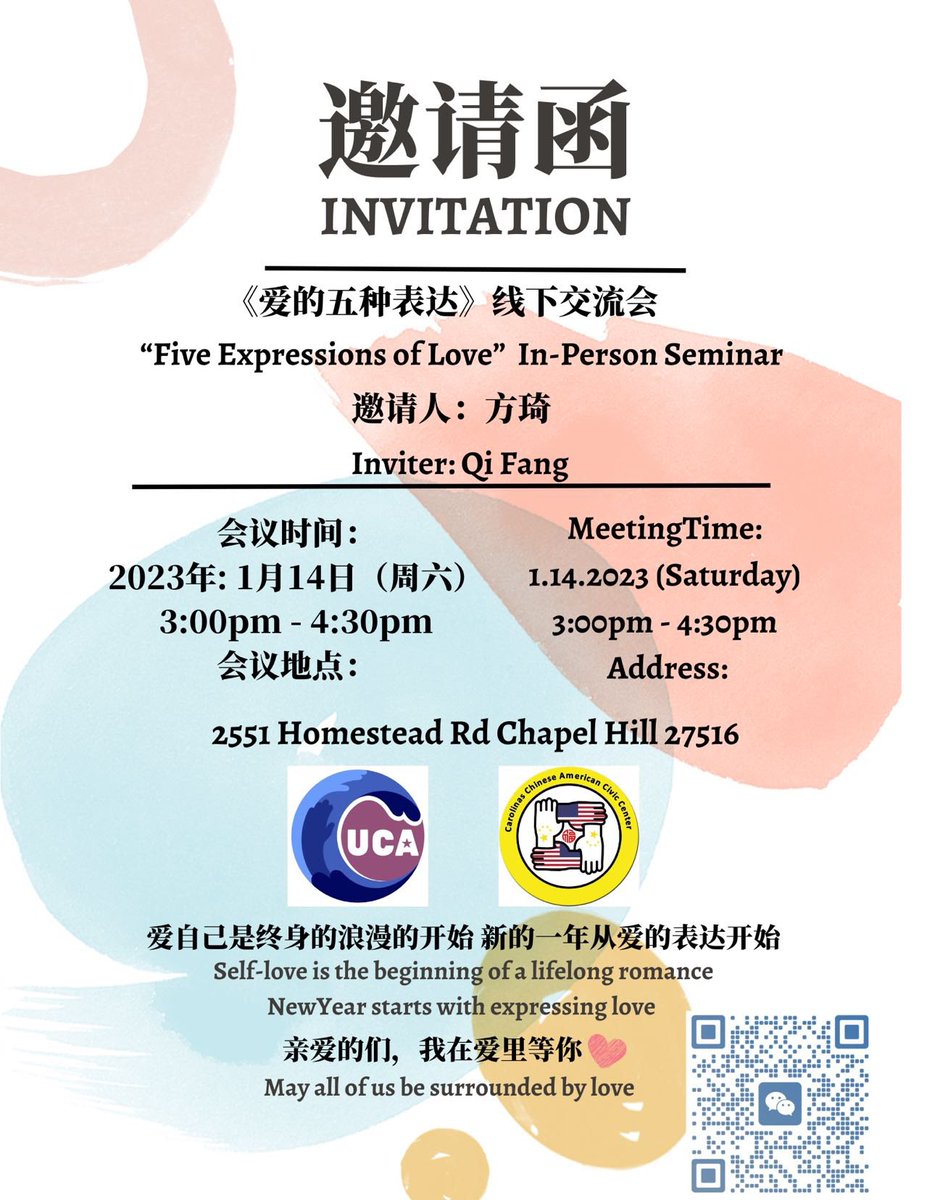 邀请函
INVITATION
《爱的五种表达》线下交流会
“Five Expressions of Love” In-Person Seminar
邀请人：方琦
Inviter: Qi Fang
会议时间：
2023年: 1月14日（周六）
3:00pm - 4:30pm
会议地点：
MeetingTime:
1.14.2023 (Saturday)
3:00pm - 4:30pm
Address:
2551 Homestead Rd Chapel Hill 27516
UCA
Carolinas Chinese American Civic Center
爱自己是终身的浪漫的开始 新的一年从爱的表达开始
Self-love is the beginning of a lifelong romance
NewYear starts with expressing love
亲爱的们，我在爱里等你
May all of us be surrounded by love